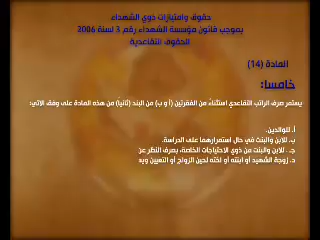 حقوق وامتيازات ذوي الشهداء
بموجب قانون مؤسسة الشهداء رقم 3 لسنة 2006
الحقوق التقاعدية
المادة (14)
خامسا:
يستمر صرف الراتب التقاعدي استثناءً من الفقرتين (أ و ب) من البند (ثانيا) من هذه المادة على وفق الاتي:
أ. للوالدين.
ب. للابن والبنت في حال استمرارهما على الدراسة.
ج. للابن والبنت من ذوي الاحتياجات الخاصة، بصرف النظر عن
د. زوجة الشهيد أو ابنته أو اخته لحين الزواج أو التعيين ويد